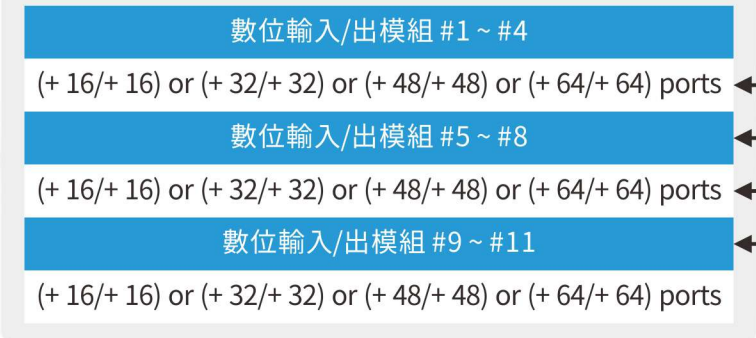 數位輸入/出模組 #1 ~ #4
(+ 16/+ 16) or (+ 32/+ 32) or (+ 48/+ 48) or (+ 64/+ 64) ports
數位輸入/出模組 #5 ~ #8
(+ 16/+ 16) or (+ 32/+ 32) or (+ 48/+ 48) or (+ 64/+ 64) ports
數位輸入/出模組 #9 ~ #11
(+ 16/+ 16) or (+ 32/+ 32) or (+ 48/+ 48) or (+ 64/+ 64) ports